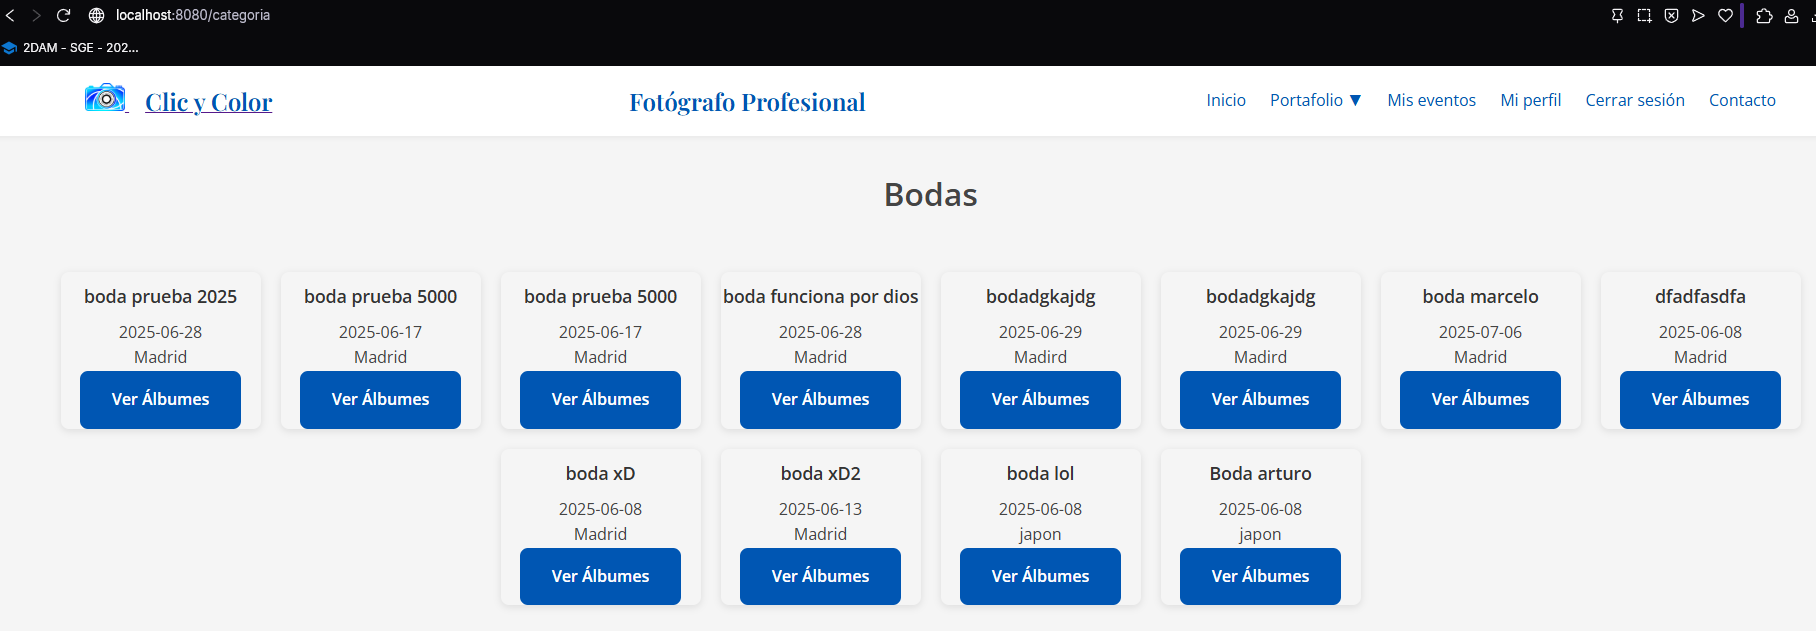 localhost:8080/categoria
2DAM - SGE - 202...
Clic y Color
Fotógrafo Profesional
Inicio Portafolio ▼ Mis eventos Mi perfil Cerrar sesión Contacto
Bodas
boda prueba 2025
2025-06-28
Madrid
Ver Álbumes
boda prueba 5000
2025-06-17
Madrid
Ver Álbumes
boda prueba 5000
2025-06-17
Madrid
Ver Álbumes
boda funciona por dios
2025-06-28
Madrid
Ver Álbumes
bodadgkajdg
2025-06-29
Madird
Ver Álbumes
bodadgkajdg
2025-06-29
Madird
Ver Álbumes
boda marcelo
2025-07-06
Madrid
Ver Álbumes
dfadfasdfa
2025-06-08
Madrid
Ver Álbumes
boda xD
2025-06-08
Madrid
Ver Álbumes
boda xD2
2025-06-13
Madrid
Ver Álbumes
boda lol
2025-06-08
japon
Ver Álbumes
Boda arturo
2025-06-08
japon
Ver Álbumes